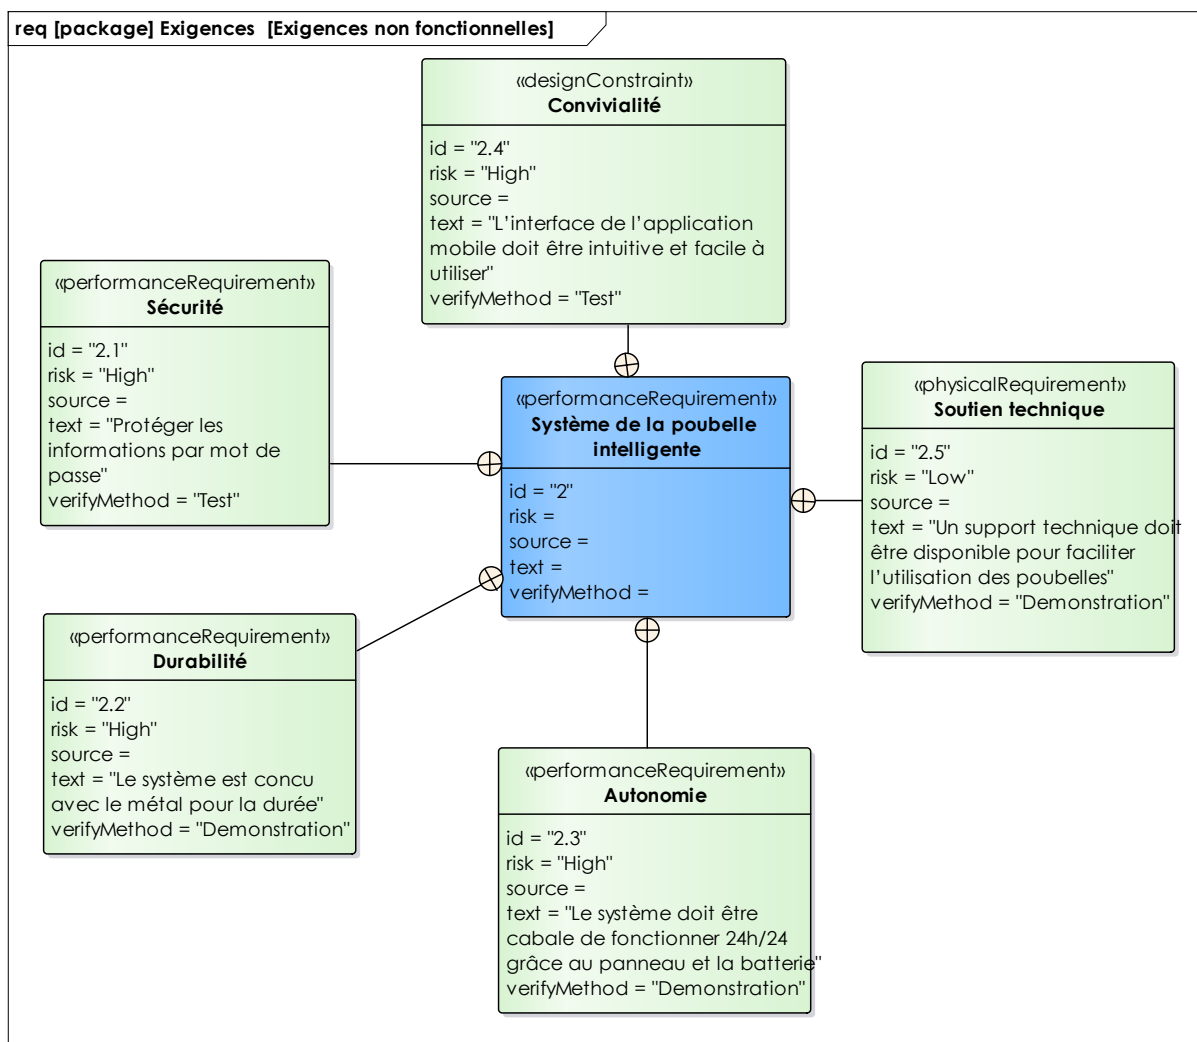 req [package] Exigences [Exigences non fonctionnelles]
«designConstraint»
Convivialité
id = "2.4"
risk = "High"
source =
text = "L'interface de l'application
mobile doit être intuitive et facile à
utiliser"
verifyMethod = "Test"
«performanceRequirement»
Sécurité
id = "2.1"
risk = "High"
source =
text = "Protéger les
informations par mot de
passe"
verifyMethod = "Test"
«performanceRequirement»
Système de la poubelle
intelligente
id = "2"
risk =
source =
text =
verifyMethod =
«physicalRequirement»
Soutien technique
id = "2.5"
risk = "Low"
source =
text = "Un support technique doit
être disponible pour faciliter
l'utilisation des poubelles"
verifyMethod = "Demonstration"
«performanceRequirement»
Durabilité
id = "2.2"
risk = "High"
source =
text = "Le système est concu
avec le métal pour la durée"
verifyMethod = "Demonstration"
«performanceRequirement»
Autonomie
id = "2.3"
risk = "High"
source =
text = "Le système doit être
cabale de fonctionner 24h/24
grâce au panneau et la batterie"
verifyMethod = "Demonstration"